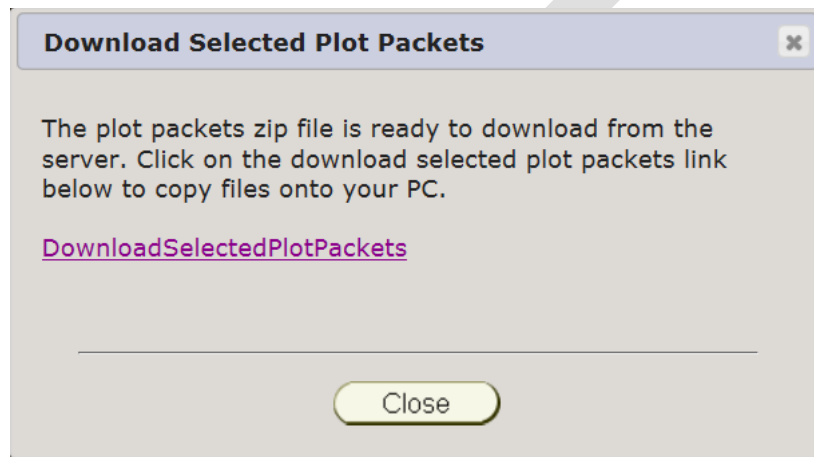 Download Selected Plot Packets
The plot packets zip file is ready to download from the
server. Click on the download selected plot packets link
below to copy files onto your PC.
DownloadSelectedPlotPackets
Close